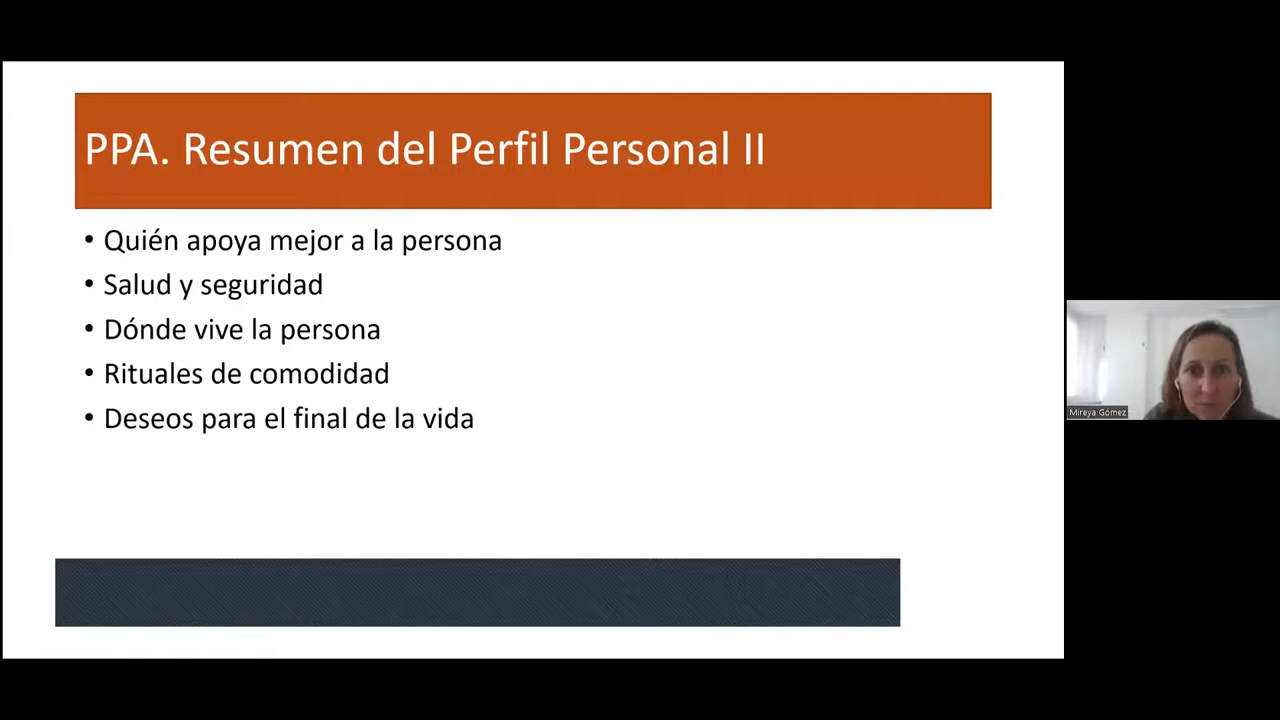 PPA. Resumen del Perfil Personal II
• Quién apoya mejor a la persona
• Salud y seguridad
• Dónde vive la persona
• Rituales de comodidad
• Deseos para el final de la vida
Mireya Gómez